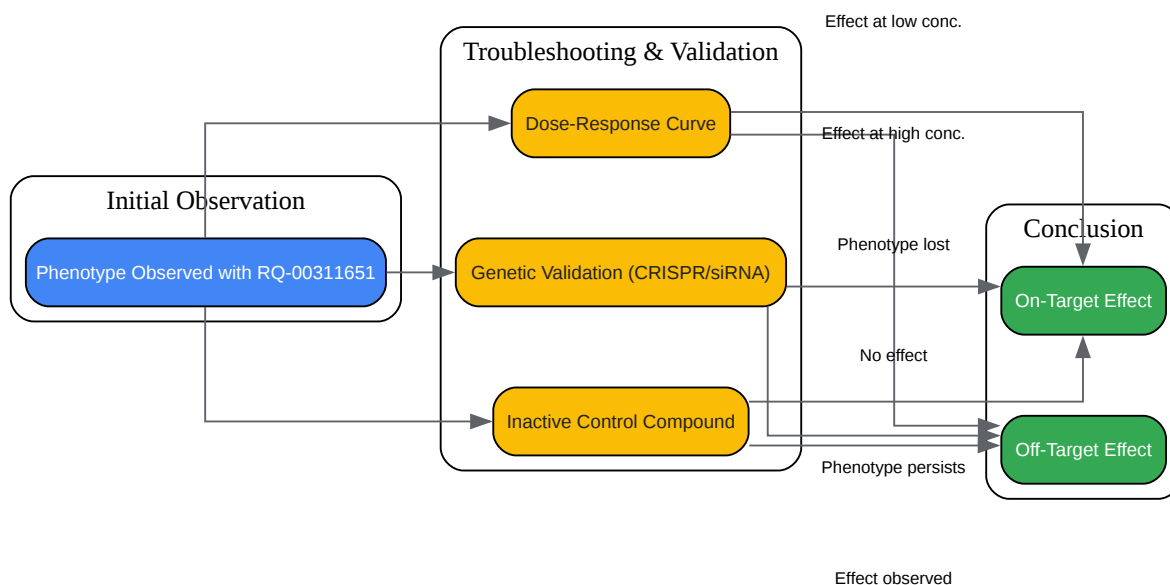 Effect at low conc.
Troubleshooting & Validation
Dose-Response Curve
Effect at high conc.
Initial Observation
Conclusion
Phenotype lost
Phenotype Observed with RQ-00311651
Genetic Validation (CRISPR/siRNA)
On-Target Effect
No effect
Inactive Control Compound
Off-Target Effect
Phenotype persists
Effect observed